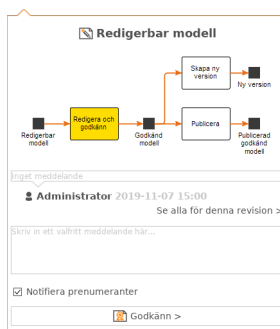 Redigerbar modell
Skapa ny
version
Ny version
Redigera och
godkänn
Publicera
Redigerbar
modell
Godkänd
modell
Publicerad
godkänd
modell
Inget meddelande
Administrator 2019-11-07 15:00
Se alla för denna revision >
Skriv in ett valfritt meddelande här...
Notifiera prenumeranter
Godkänn >